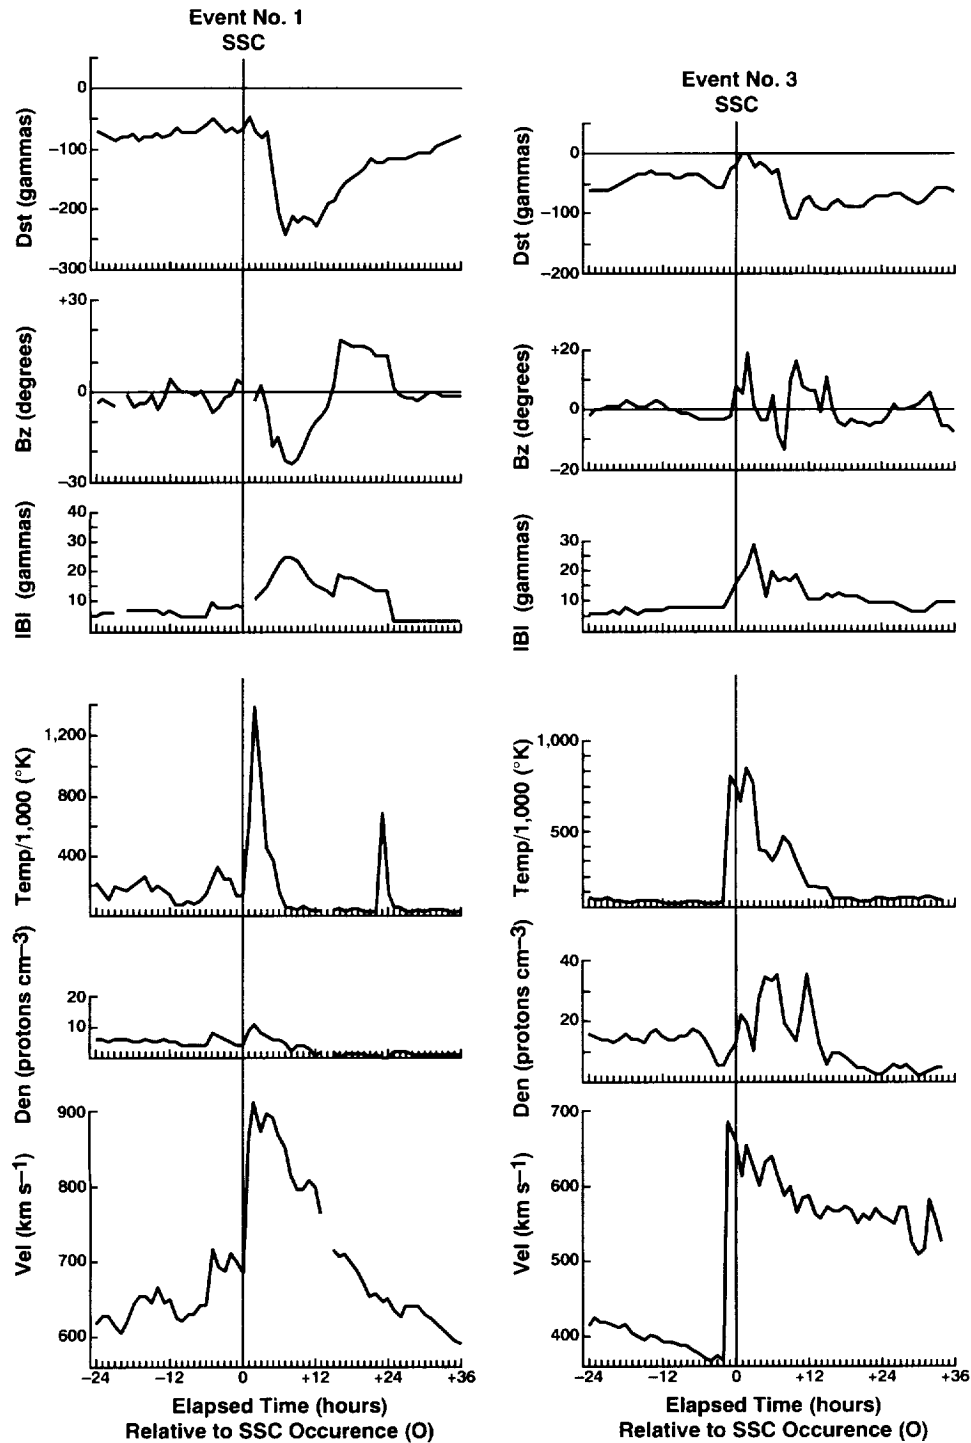 Event No. 1
SSC
0
−100
−200
−300
Dst (gammas)
+30
0
−30
Bz (degrees)
40
30
20
10
IBI (gammas)
1,200
800
400
Temp/1,000 (°K)
20
10
Den (protons cm−3)
900
800
700
600
Vel (km s−1)
−24 −12 0 +12 +24 +36
Elapsed Time (hours)
Relative to SSC Occurence (O)
Event No. 3
SSC
0
−100
−200
Dst (gammas)
+20
0
−20
Bz (degrees)
30
20
10
IBI (gammas)
1,000
500
Temp/1,000 (°K)
40
20
Den (protons cm−3)
700
600
500
400
Vel (km s−1)
−24 −12 0 +12 +24 +36
Elapsed Time (hours)
Relative to SSC Occurence (O)